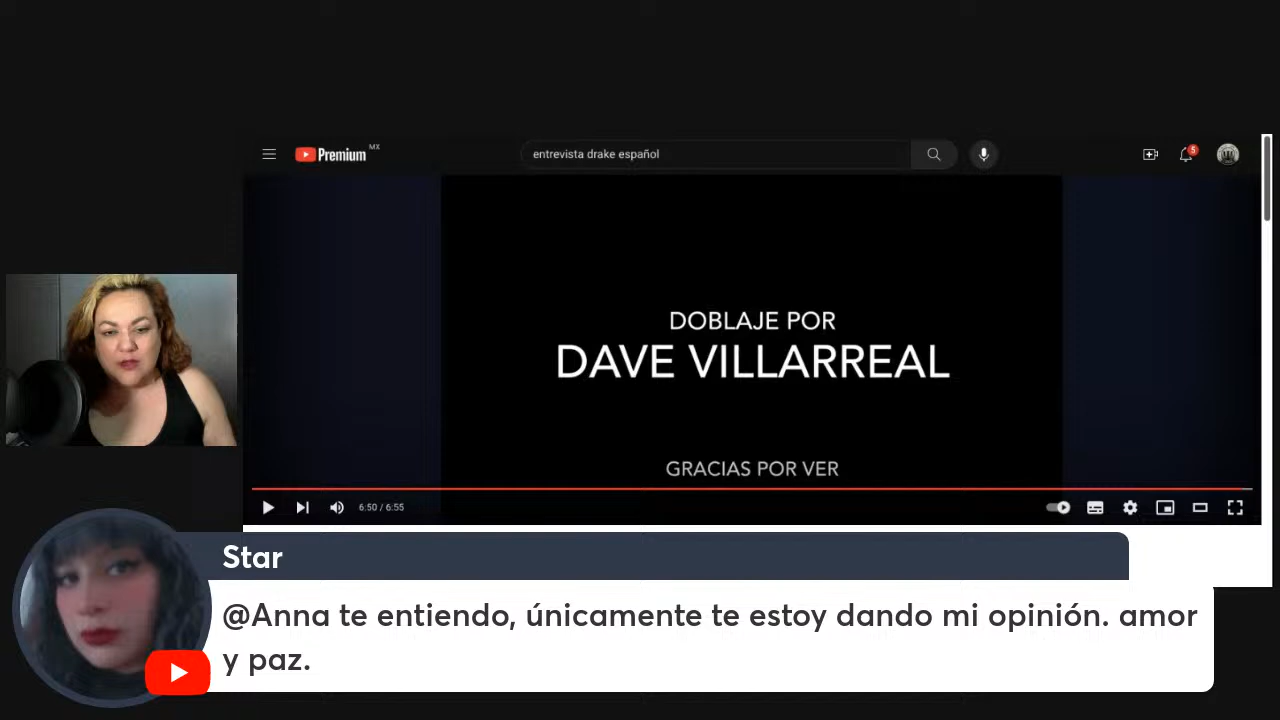 Premium MX
entrevista drake español
5
DOBLAJE POR
DAVE VILLARREAL
GRACIAS POR VER
6:50 / 6:55
Star
@Anna te entiendo, únicamente te estoy dando mi opinión. amor
y paz.